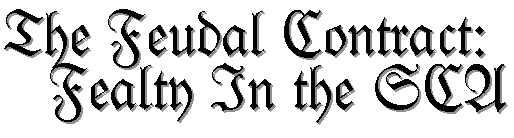 The Feudal Contract:
Fealty In the SCA